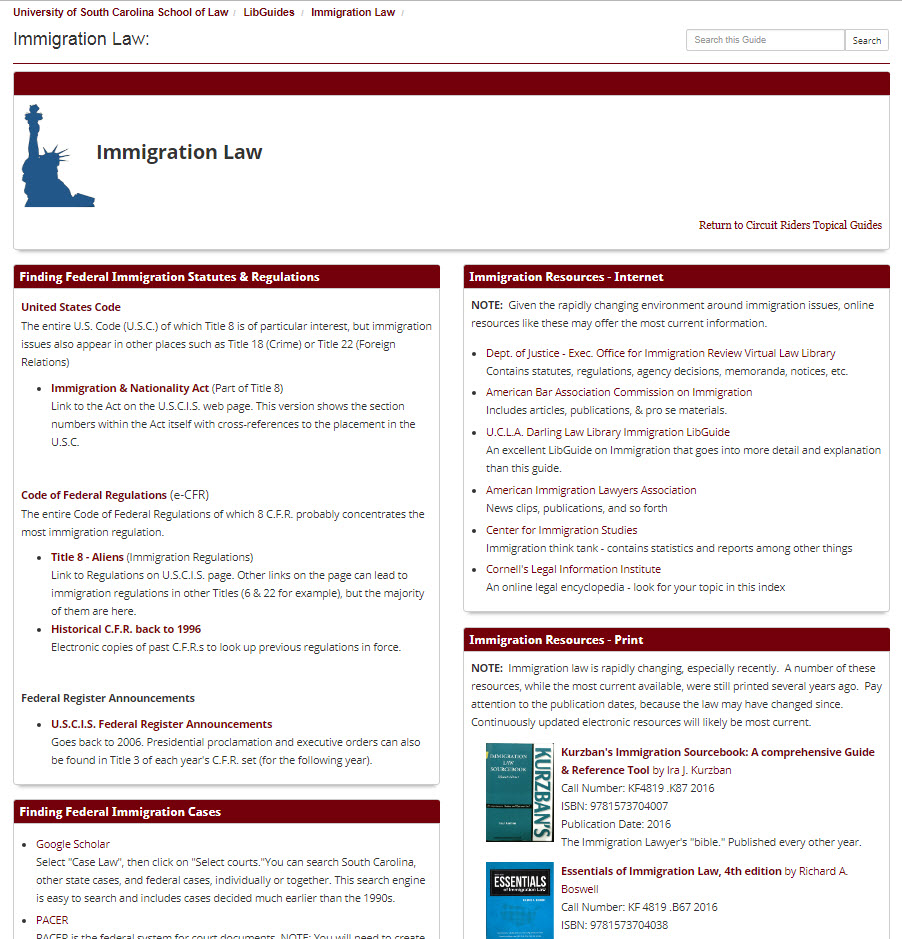 University of South Carolina School of Law / LibGuides / Immigration Law /
Immigration Law:
Search this Guide
Search
Immigration Law
Return to Circuit Riders Topical Guides
Finding Federal Immigration Statutes & Regulations
United States Code
The entire U.S. Code (U.S.C.) of which Title 8 is of particular interest, but immigration
issues also appear in other places such as Title 18 (Crime) or Title 22 (Foreign
Relations)
• Immigration & Nationality Act (Part of Title 8)
Link to the Act on the U.S.C.I.S. web page. This version shows the section
numbers within the Act itself with cross-references to the placement in the
U.S.C.
Code of Federal Regulations (e-CFR)
The entire Code of Federal Regulations of which 8 C.F.R. probably concentrates the
most immigration regulation.
• Title 8 - Aliens (Immigration Regulations)
Link to Regulations on U.S.C.I.S. page. Other links on the page can lead to
immigration regulations in other Titles (6 & 22 for example), but the majority
of them are here.
• Historical C.F.R. back to 1996
Electronic copies of past C.F.R.s to look up previous regulations in force.
Federal Register Announcements
• U.S.C.I.S. Federal Register Announcements
Goes back to 2006. Presidential proclamation and executive orders can also
be found in Title 3 of each year's C.F.R. set (for the following year).
Finding Federal Immigration Cases
• Google Scholar
Select "Case Law", then click on "Select courts."You can search South Carolina,
other state cases, and federal cases, individually or together. This search engine
is easy to search and includes cases decided much earlier than the 1990s.
• PACER
PACER is the federal system for court documents. NOTE: You will need to create
Immigration Resources - Internet
NOTE: Given the rapidly changing environment around immigration issues, online
resources like these may offer the most current information.
• Dept. of Justice - Exec. Office for Immigration Review Virtual Law Library
Contains statutes, regulations, agency decisions, memoranda, notices, etc.
• American Bar Association Commission on Immigration
Includes articles, publications, & pro se materials.
• U.C.L.A. Darling Law Library Immigration LibGuide
An excellent LibGuide on Immigration that goes into more detail and explanation
than this guide.
• American Immigration Lawyers Association
News clips, publications, and so forth
• Center for Immigration Studies
Immigration think tank - contains statistics and reports among other things
• Cornell's Legal Information Institute
An online legal encyclopedia - look for your topic in this index
Immigration Resources - Print
NOTE: Immigration law is rapidly changing, especially recently. A number of these
resources, while the most current available, were still printed several years ago. Pay
attention to the publication dates, because the law may have changed since.
Continuously updated electronic resources will likely be most current.
IMMIGRATION
LAW
SOURCEBOOK
KURZBAN'S
Kurzban's Immigration Sourcebook: A comprehensive Guide
& Reference Tool by Ira J. Kurzban
Call Number: KF4819 .K87 2016
ISBN: 9781573704007
Publication Date: 2016
The Immigration Lawyer's "bible." Published every other year.
ESSENTIALS
of Immigration Law
Essentials of Immigration Law, 4th edition by Richard A.
Boswell
Call Number: KF 4819 .B67 2016
ISBN: 9781573704038